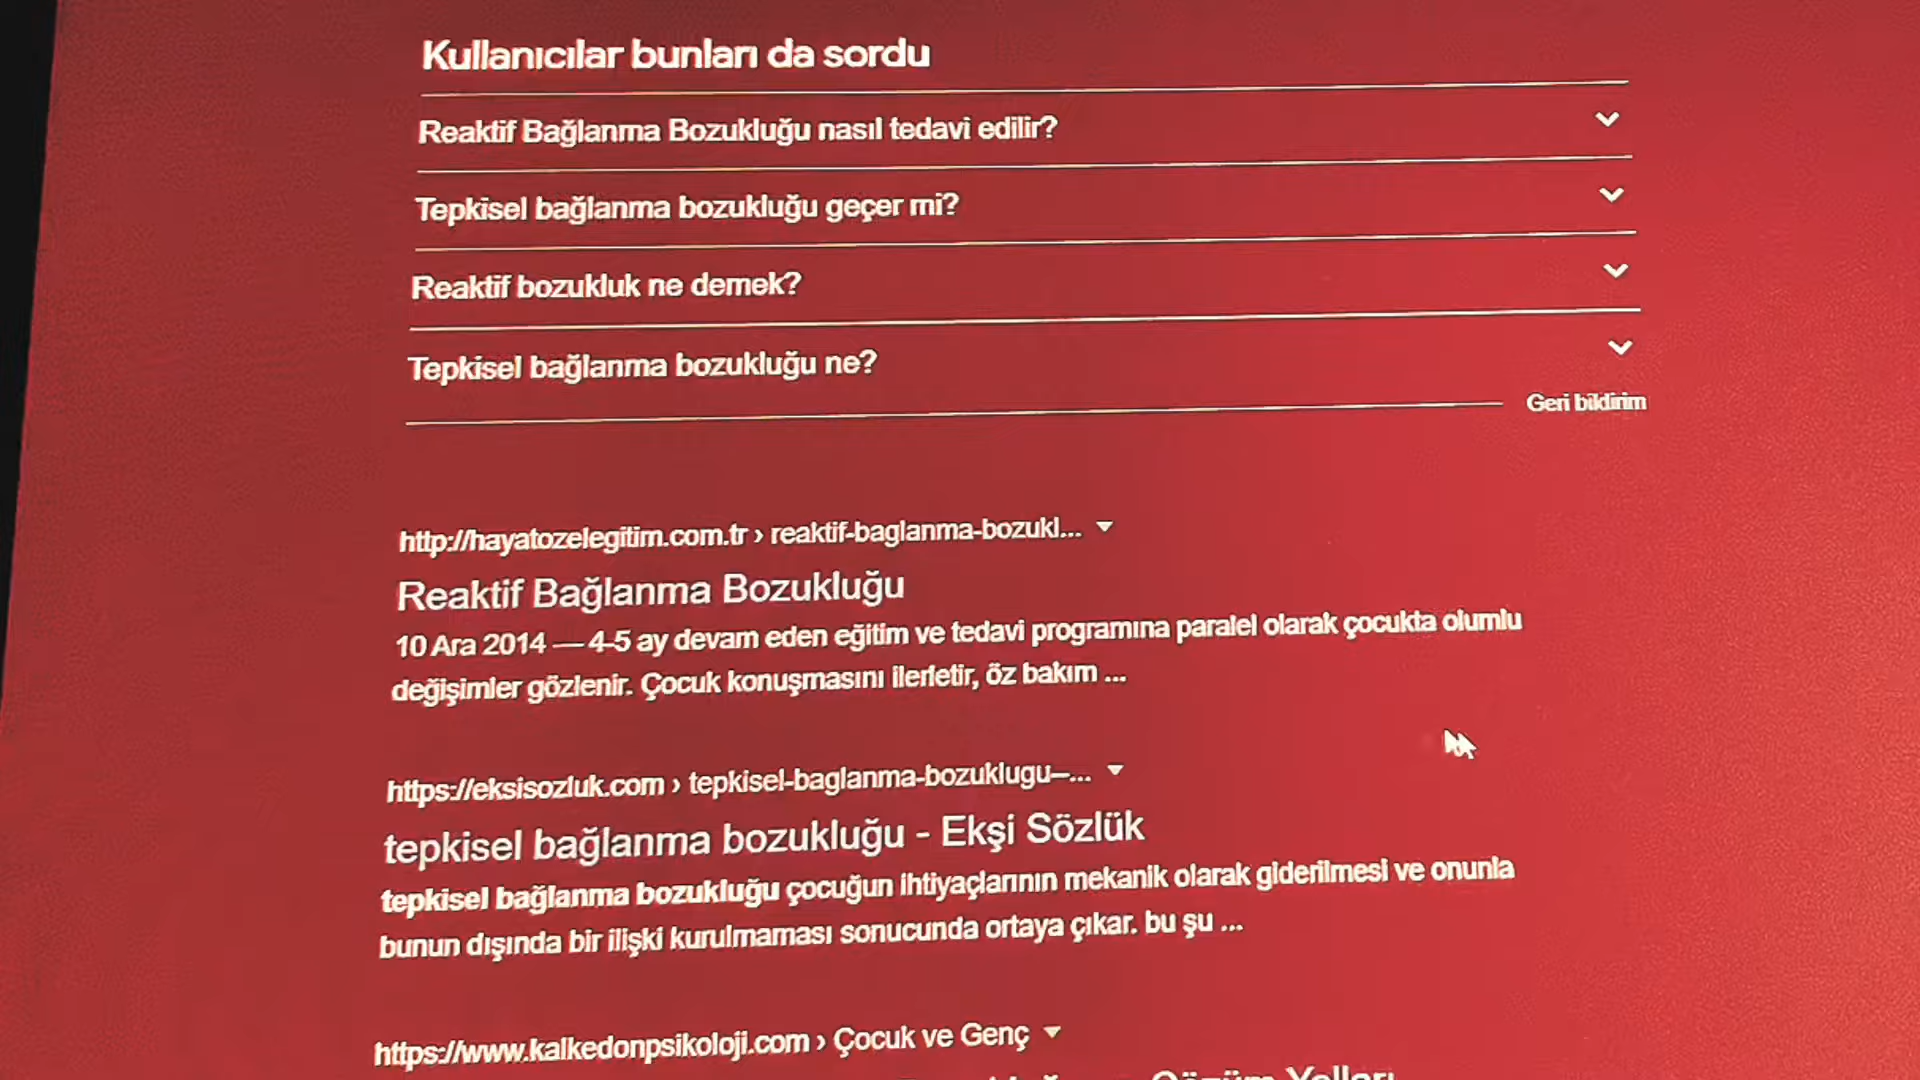 Kullanıcılar bunları da sordu
Reaktif Bağlanma Bozukluğu nasıl tedavi edilir?
Tepkisel bağlanma bozukluğu geçer mi?
Reaktif bozukluk ne demek?
Tepkisel bağlanma bozukluğu ne?
Geri bildirim
http://hayatozelegitim.com.tr › reaktif-baglanma-bozukl...
Reaktif Bağlanma Bozukluğu
10 Ara 2014 — 4-5 ay devam eden eğitim ve tedavi programına paralel olarak çocukta olumlu
değişimler gözlenir. Çocuk konuşmasını ilerletir, öz bakım ...
https://eksisozluk.com › tepkisel-baglanma-bozuklugu--...
tepkisel bağlanma bozukluğu - Ekşi Sözlük
tepkisel bağlanma bozukluğu çocuğun ihtiyaçlarının mekanik olarak giderilmesi ve onunla
bunun dışında bir ilişki kurulmaması sonucunda ortaya çıkar. bu şu ...
https://www.kalkedonpsikoloji.com › Çocuk ve Genç
Çözüm Yolları